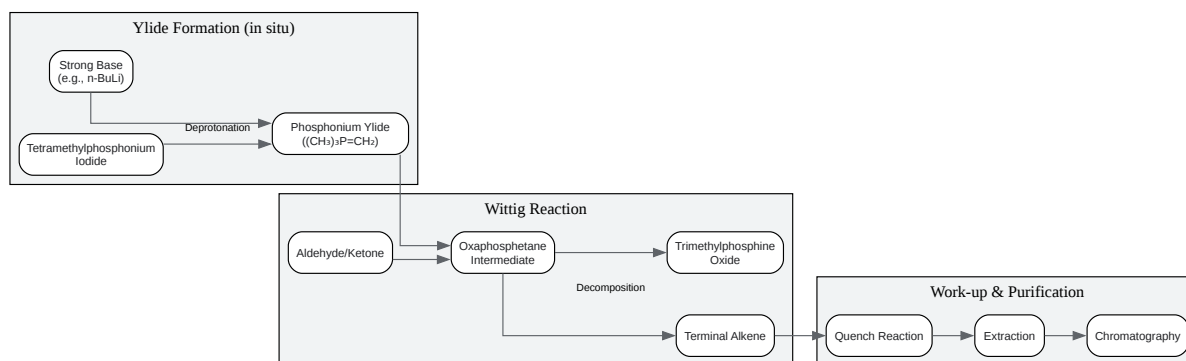 Ylide Formation (in situ)
Strong Base
(e.g., n-BuLi)
Deprotonation
Tetramethylphosphonium
Iodide
Phosphonium Ylide
((CH₃)₃P=CH₂)
Wittig Reaction
Aldehyde/Ketone
Oxaphosphetane
Intermediate
Trimethylphosphine
Oxide
Decomposition
Terminal Alkene
Work-up & Purification
Quench Reaction
Extraction
Chromatography